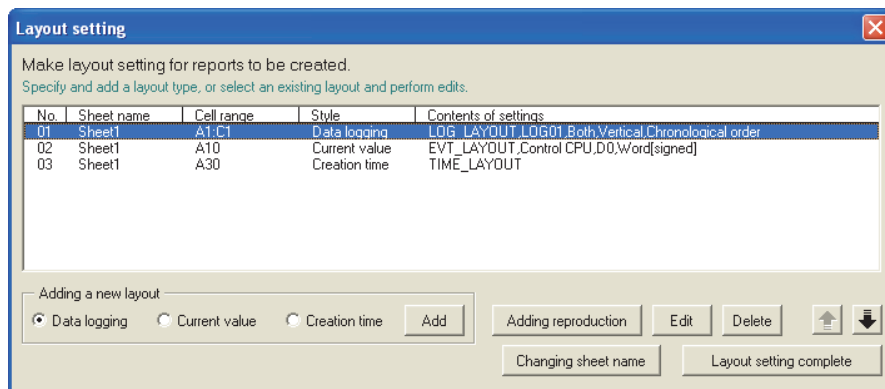 Layout setting
Make layout setting for reports to be created.
Specify and add a layout type, or select an existing layout and perform edits.
No. Sheet name Cell range Style Contents of settings
01 Sheet1 A1:C1 Data logging LOG_LAYOUT,LOG01,Both,Vertical,Chronological order
02 Sheet1 A10 Current value EVT_LAYOUT,Control CPU,D0,Word[signed]
03 Sheet1 A30 Creation time TIME_LAYOUT
Adding a new layout
Data logging Current value Creation time Add Adding reproduction Edit Delete
Changing sheet name Layout setting complete